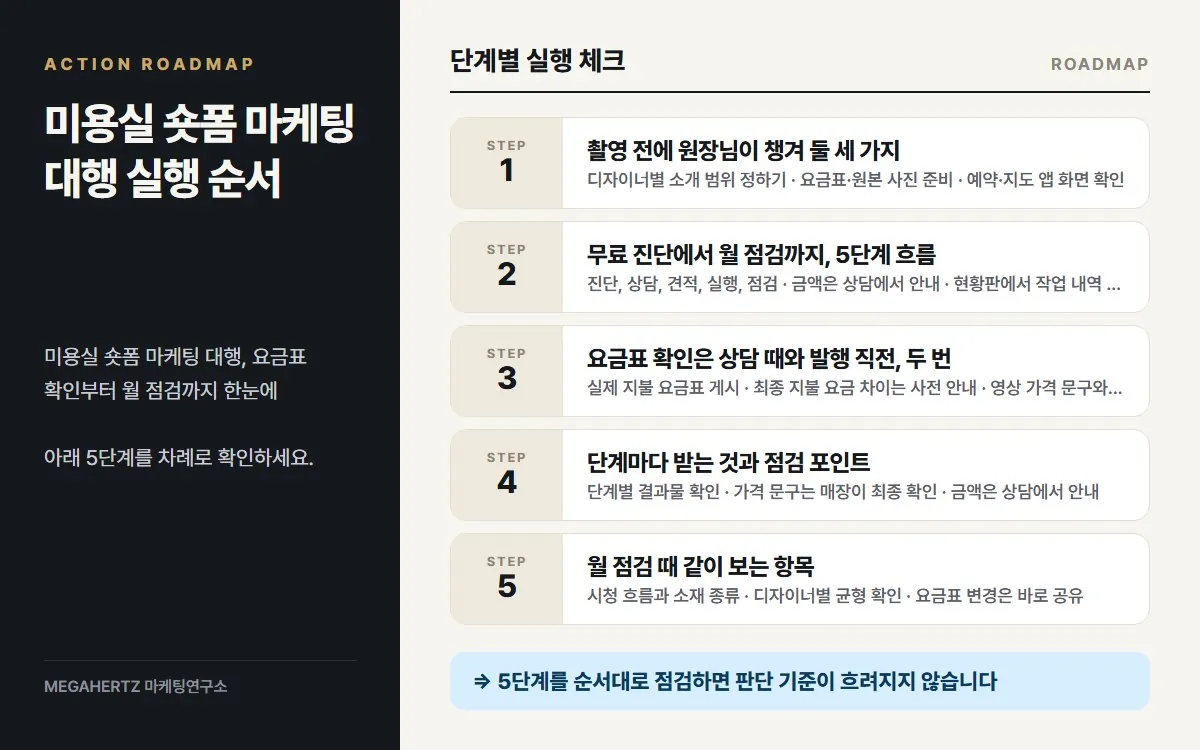 ACTION ROADMAP
미용실 숏폼 마케팅
대행 실행 순서
미용실 숏폼 마케팅 대행, 요금표
확인부터 월 점검까지 한눈에
아래 5단계를 차례로 확인하세요.
MEGAHERTZ 마케팅연구소
단계별 실행 체크
ROADMAP
STEP
1
촬영 전에 원장님이 챙겨 둘 세 가지
디자이너별 소개 범위 정하기 · 요금표·원본 사진 준비 · 예약·지도 앱 화면 확인
STEP
2
무료 진단에서 월 점검까지, 5단계 흐름
진단, 상담, 견적, 실행, 점검 · 금액은 상담에서 안내 · 현황판에서 작업 내역 ...
STEP
3
요금표 확인은 상담 때와 발행 직전, 두 번
실제 지불 요금표 게시 · 최종 지불 요금 차이는 사전 안내 · 영상 가격 문구와...
STEP
4
단계마다 받는 것과 점검 포인트
단계별 결과물 확인 · 가격 문구는 매장이 최종 확인 · 금액은 상담에서 안내
STEP
5
월 점검 때 같이 보는 항목
시청 흐름과 소재 종류 · 디자이너별 균형 확인 · 요금표 변경은 바로 공유
→ 5단계를 순서대로 점검하면 판단 기준이 흐려지지 않습니다